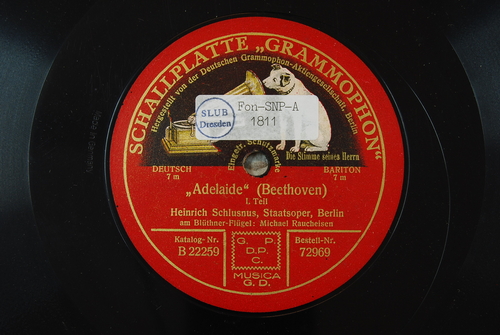 SCHALLPLATTE „GRAMMOPHON“
Hergestellt von der Deutschen Grammophon-Aktiengesellschaft, Berlin
SLUB
Dresden
Fon-SNP-A
1811
Die Stimme seines Herrn
Eingetr. Schutzmarke
DEUTSCH
7 m
BARITON
7 m
„Adelaide“ (Beethoven)
I. Teil
Heinrich Schlusnus, Staatsoper, Berlin
am Blüthner-Flügel: Michael Raucheisen
Katalog-Nr.
B 22259
G. P.
D.P.
C.
Bestell-Nr.
72969
MUSICA
G. D.